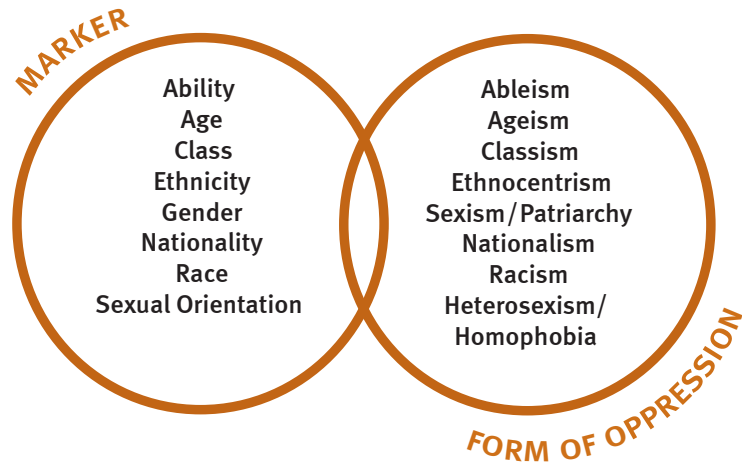 MARKER
Ability
Age
Class
Ethnicity
Gender
Nationality
Race
Sexual Orientation
Ableism
Ageism
Classism
Ethnocentrism
Sexism/Patriarchy
Nationalism
Racism
Heterosexism/
Homophobia
FORM OF OPPRESSION